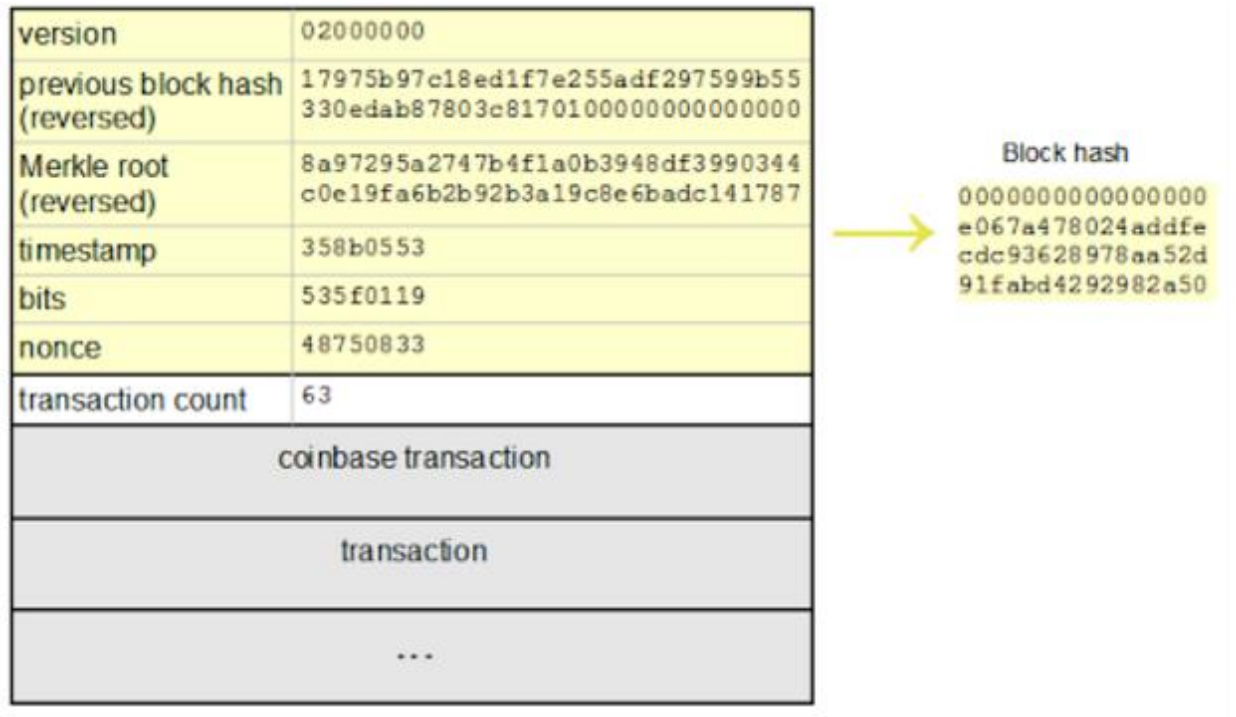 version 02000000
previous block hash 17975b97c18ed1f7e255adf297599b55
(reversed) 330edab87803c8170100000000000000
Merkle root 8a97295a2747b4f1a0b3948df3990344
(reversed) c0e19fa6b2b92b3a19c8e6badc141787
timestamp 358b0553
bits 535f0119
nonce 48750833
transaction count 63
coinbase transaction
transaction
...
Block hash
0000000000000000
e067a478024addfe
cdc93628978aa52d
91fabd4292982a50